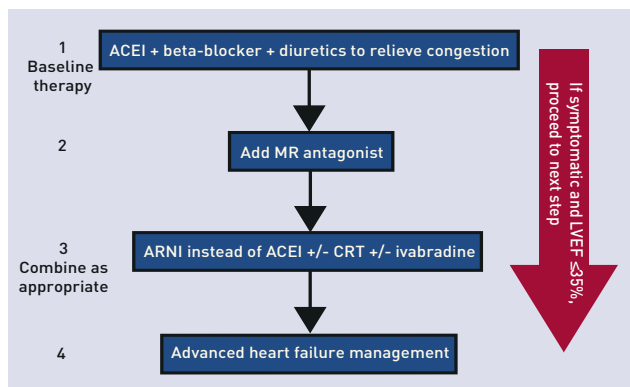 1
Baseline
therapy
ACEI + beta-blocker + diuretics to relieve congestion
2
Add MR antagonist
3
Combine as
appropriate
ARNI instead of ACEI +/- CRT +/- ivabradine
4
Advanced heart failure management
If symptomatic and LVEF ≤35%,
proceed to next step